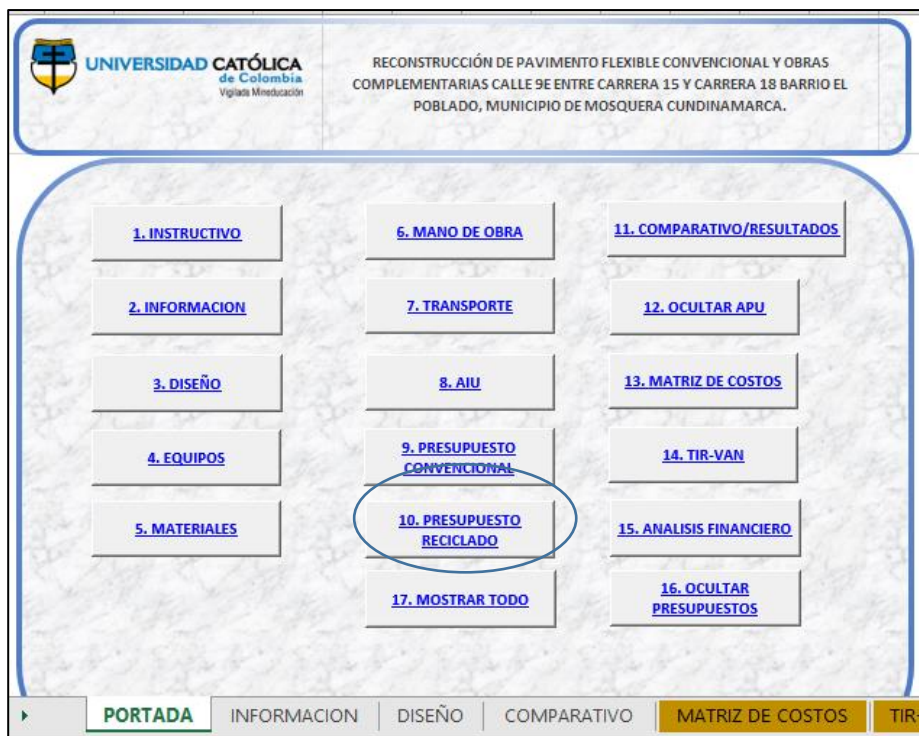 UNIVERSIDAD CATÓLICA
de Colombia
Vigilada Mineducación
RECONSTRUCCIÓN DE PAVIMENTO FLEXIBLE CONVENCIONAL Y OBRAS
COMPLEMENTARIAS CALLE 9E ENTRE CARRERA 15 Y CARRERA 18 BARRIO EL
POBLADO, MUNICIPIO DE MOSQUERA CUNDINAMARCA.
1. INSTRUCTIVO
2. INFORMACION
3. DISEÑO
4. EQUIPOS
5. MATERIALES
6. MANO DE OBRA
7. TRANSPORTE
8. AIU
9. PRESUPUESTO
CONVENCIONAL
10. PRESUPUESTO
RECICLADO
17. MOSTRAR TODO
11. COMPARATIVO/RESULTADOS
12. OCULTAR APU
13. MATRIZ DE COSTOS
14. TIR-VAN
15. ANALISIS FINANCIERO
16. OCULTAR
PRESUPUESTOS
PORTADA INFORMACION DISEÑO COMPARATIVO MATRIZ DE COSTOS TIR-